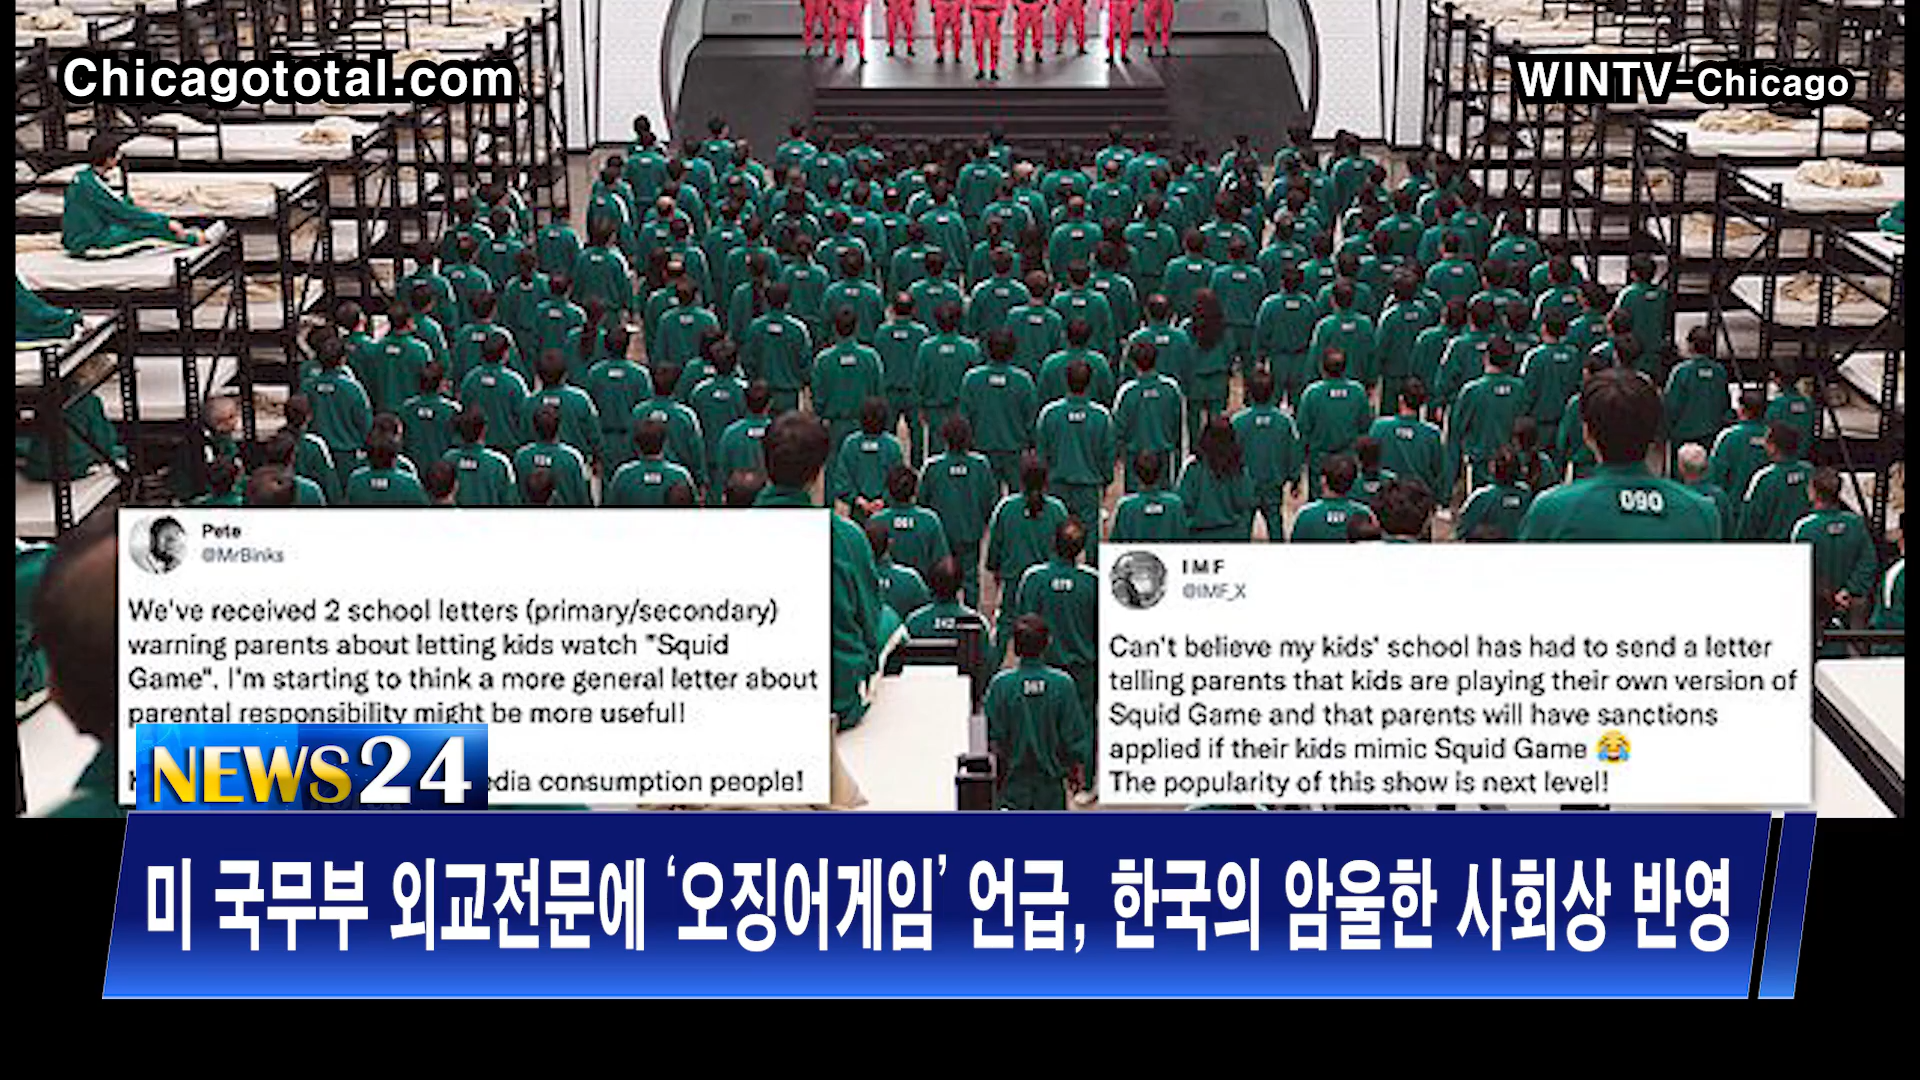 Chicagototal.com
WINTV-Chicago
090
Pete
@MrBinks
We've received 2 school letters (primary/secondary)
warning parents about letting kids watch "Squid
Game". I'm starting to think a more general letter about
parental responsibility might be more useful!
consumption people!
IMF
@IMF_X
Can't believe my kids' school has had to send a letter
telling parents that kids are playing their own version of
Squid Game and that parents will have sanctions
applied if their kids mimic Squid Game 😂
The popularity of this show is next level!
NEWS24
미 국무부 외교전문에 ‘오징어게임’ 언급, 한국의 암울한 사회상 반영